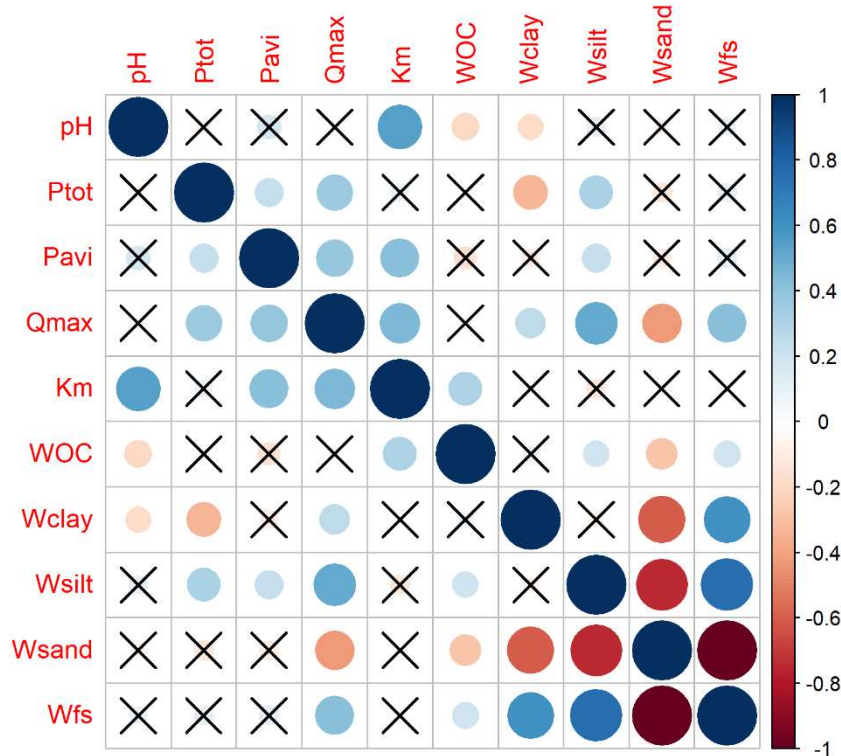 pH Ptot Pavi Qmax Km WOC Wclay Wsilt Wsand Wfs
pH
Ptot
Pavi
Qmax
Km
WOC
Wclay
Wsilt
Wsand
Wfs
1
0.8
0.6
0.4
0.2
0
-0.2
-0.4
-0.6
-0.8
-1